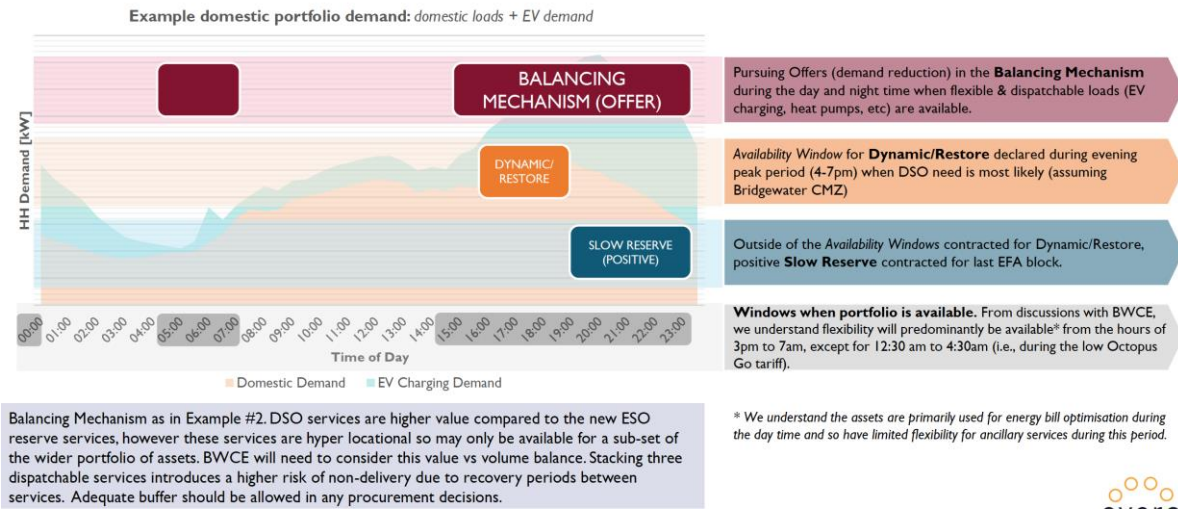 Example domestic portfolio demand: domestic loads + EV demand
HH Demand [kW]
BALANCING
MECHANISM (OFFER)
DYNAMIC/
RESTORE
SLOW RESERVE
(POSITIVE)
00:00
01:00
02:00
03:00
04:00
05:00
06:00
07:00
08:00
09:00
10:00
11:00
12:00
13:00
14:00
15:00
16:00
17:00
18:00
19:00
20:00
21:00
22:00
23:00
Time of Day
Domestic Demand
EV Charging Demand
Pursuing Offers (demand reduction) in the Balancing Mechanism
during the day and night time when flexible & dispatchable loads (EV
charging, heat pumps, etc) are available.
Availability Window for Dynamic/Restore declared during evening
peak period (4-7pm) when DSO need is most likely (assuming
Bridgewater CMZ)
Outside of the Availability Windows contracted for Dynamic/Restore,
positive Slow Reserve contracted for last EFA block.
Windows when portfolio is available. From discussions with BWCE,
we understand flexibility will predominantly be available* from the hours of
3pm to 7am, except for 12:30 am to 4:30am (i.e., during the low Octopus
Go tariff).
Balancing Mechanism as in Example #2. DSO services are higher value compared to the new ESO
reserve services, however these services are hyper locational so may only be available for a sub-set of
the wider portfolio of assets. BWCE will need to consider this value vs volume balance. Stacking three
dispatchable services introduces a higher risk of non-delivery due to recovery periods between
services. Adequate buffer should be allowed in any procurement decisions.
* We understand the assets are primarily used for energy bill optimisation during
the day time and so have limited flexibility for ancillary services during this period.